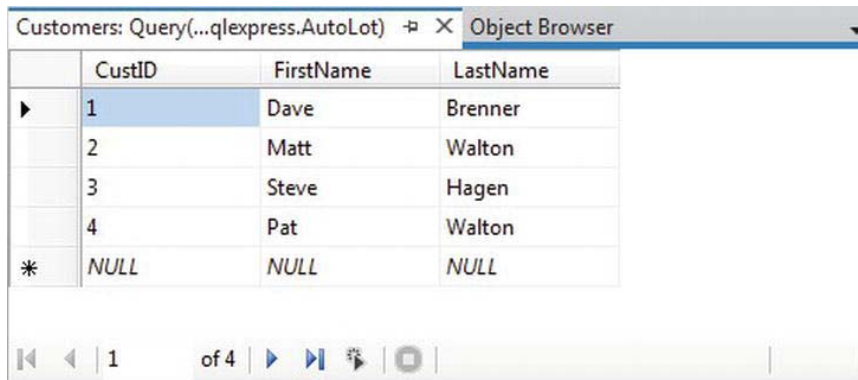 Customers: Query(...qlexpress.AutoLot) Object Browser
CustID FirstName LastName
1 Dave Brenner
2 Matt Walton
3 Steve Hagen
4 Pat Walton
NULL NULL NULL
1 of 4